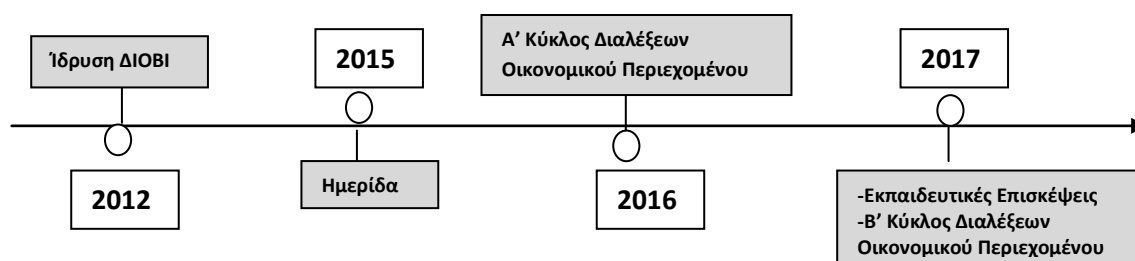 Ίδρυση ΔΙΟΒΙ
2012
2015
Ημερίδα
Α’ Κύκλος Διαλέξεων
Οικονομικού Περιεχομένου
2016
2017
-Εκπαιδευτικές Επισκέψεις
-Β’ Κύκλος Διαλέξεων
Οικονομικού Περιεχομένου